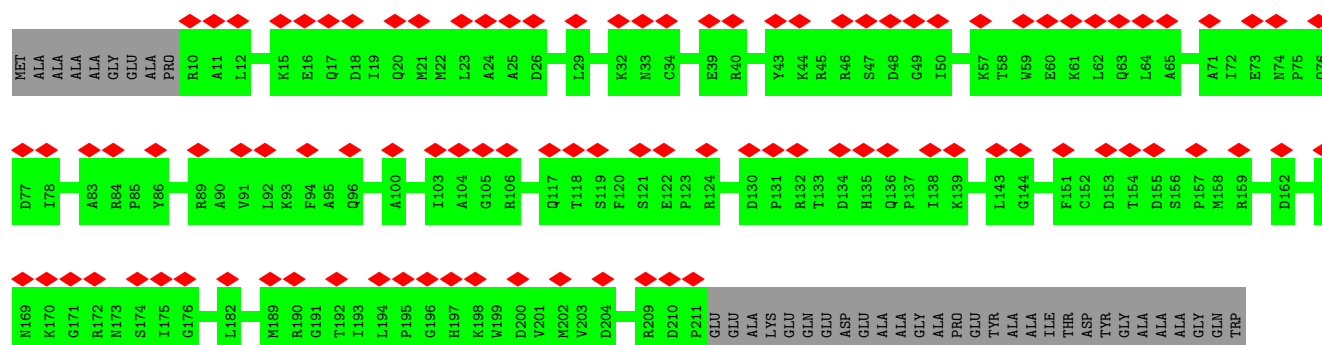 MET ALA ALA ALA ALA GLY GLU ALA PRO R10 A11 L12 K15 E16 Q17 D18 I19 Q20 M21 M22 L23 A24 A25 D26 L29 K32 N33 C34 E39 R40 Y43 K44 R45 R46 S47 D48 G49 I50 K57 T58 W59 E60 K61 L62 Q63 L64 A65 A71 I72 E73 N74 P75 Q76
D77 I78 A83 R84 P85 Y86 R89 A90 V91 L92 K93 F94 A95 Q96 A100 I103 A104 G105 R106 Q117 T118 S119 F120 S121 E122 P123 R124 D130 P131 R132 T133 D134 H135 Q136 P137 I138 K139 L143 G144 F151 C152 D153 T154 D155 S156 P157 M158 R159 D162
N169 K170 G171 R172 N173 S174 I175 G176 L182 M189 R190 G191 T192 I193 L194 P195 G196 H197 K198 W199 D200 V201 M202 V203 D204 R209 D210 P211 GLU GLU ALA LYS GLU GLN GLU ASP GLU ALA ALA GLY ALA PRO GLU TYR ALA ALA ILE THR ASP TYR GLY ALA ALA ALA GLY GLN TRP